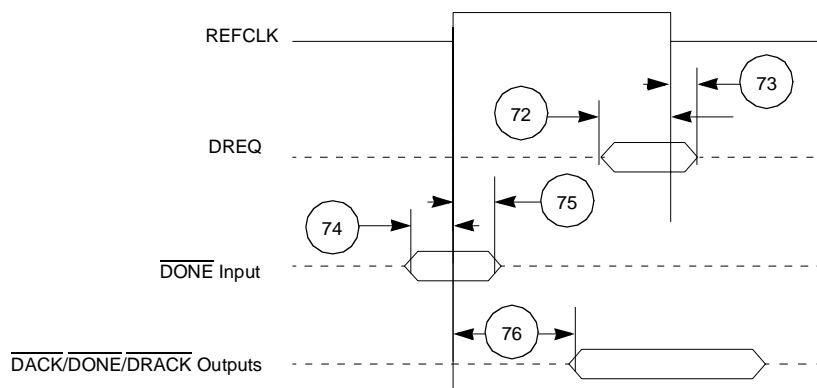 REFCLK
73
72
DREQ
75
74
DONE Input
76
DACK/DONE/DRACK Outputs